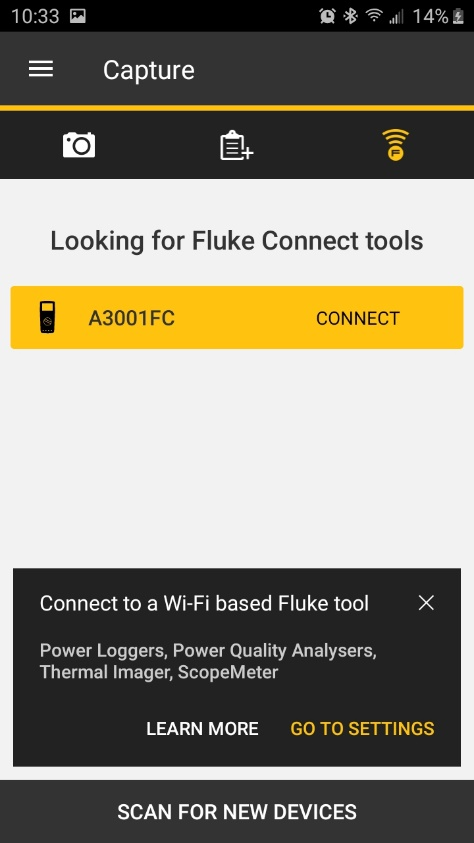 10:33 14%
Capture
F
Looking for Fluke Connect tools
A3001FC CONNECT
Connect to a Wi-Fi based Fluke tool
Power Loggers, Power Quality Analysers,
Thermal Imager, ScopeMeter
LEARN MORE GO TO SETTINGS
SCAN FOR NEW DEVICES